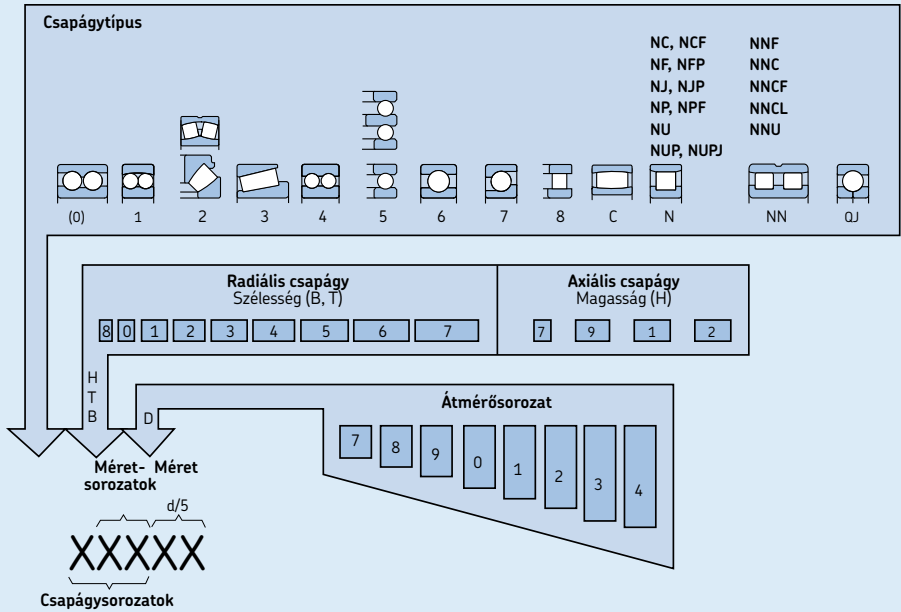 Csapágytípus
NC, NCF
NF, NFP
NJ, NJP
NP, NPF
NU
NUP, NUPJ
NNF
NNC
NNCF
NNCL
NNU
(0) 1 2 3 4 5 6 7 8 C N NN QJ
Radiális csapágy
Szélesség (B, T)
8 0 1 2 3 4 5 6 7
Axiális csapágy
Magasság (H)
7 9 1 2
H
T
B
D
Átmérősorozat
7 8 9 0 1 2 3 4
Méret- Méret
sorozatok
d/5
XXXXX
Csapágysorozatok